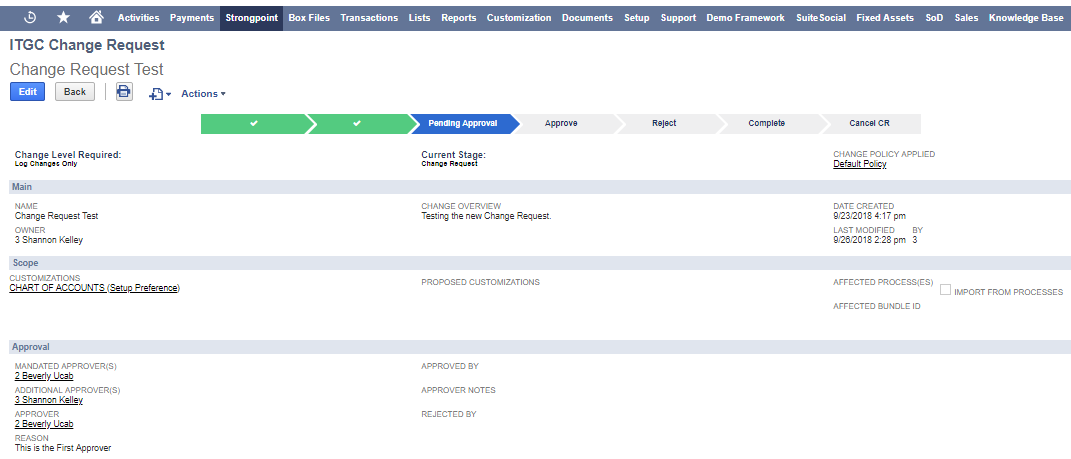 Activities Payments Strongpoint Box Files Transactions Lists Reports Customization Documents Setup Support Demo Framework SuiteSocial Fixed Assets SoD Sales Knowledge Base
ITGC Change Request
Change Request Test
Edit Back Actions
Pending Approval Approve Reject Complete Cancel CR
Change Level Required: Current Stage: CHANGE POLICY APPLIED
Log Changes Only Change Request Default Policy
Main
NAME CHANGE OVERVIEW DATE CREATED
Change Request Test Testing the new Change Request. 9/23/2018 4:17 pm
OWNER LAST MODIFIED BY
3 Shannon Kelley 9/26/2018 2:28 pm 3
Scope
CUSTOMIZATIONS PROPOSED CUSTOMIZATIONS AFFECTED PROCESS(ES)
CHART OF ACCOUNTS (Setup Preference) IMPORT FROM PROCESSES
AFFECTED BUNDLE ID
Approval
MANDATED APPROVER(S) APPROVED BY
2 Beverly Ucab
ADDITIONAL APPROVER(S) APPROVER NOTES
3 Shannon Kelley
APPROVER REJECTED BY
2 Beverly Ucab
REASON
This is the First Approver